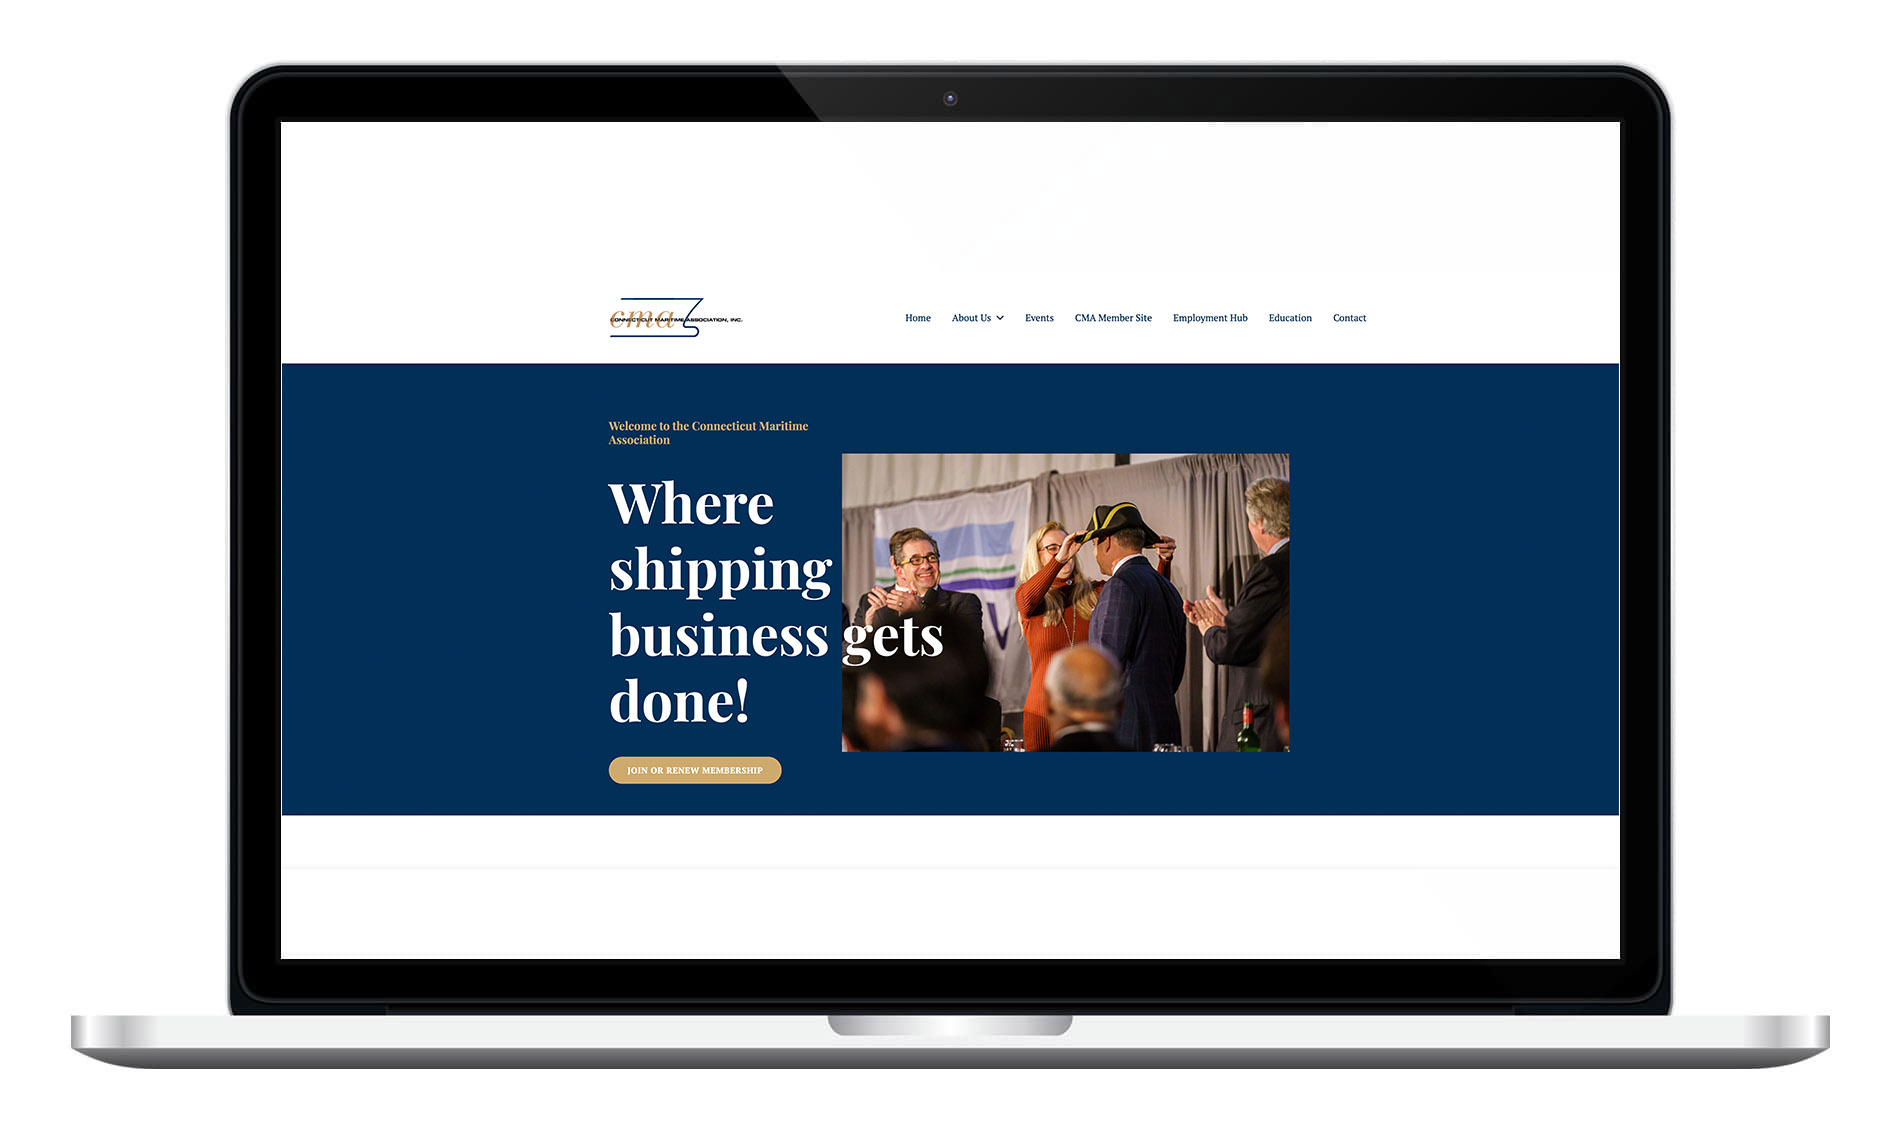 cma
CONNECTICUT MARITIME ASSOCIATION, INC.
Home About Us Events CMA Member Site Employment Hub Education Contact
Welcome to the Connecticut Maritime
Association
Where
shipping
business gets
done!
JOIN OR RENEW MEMBERSHIP